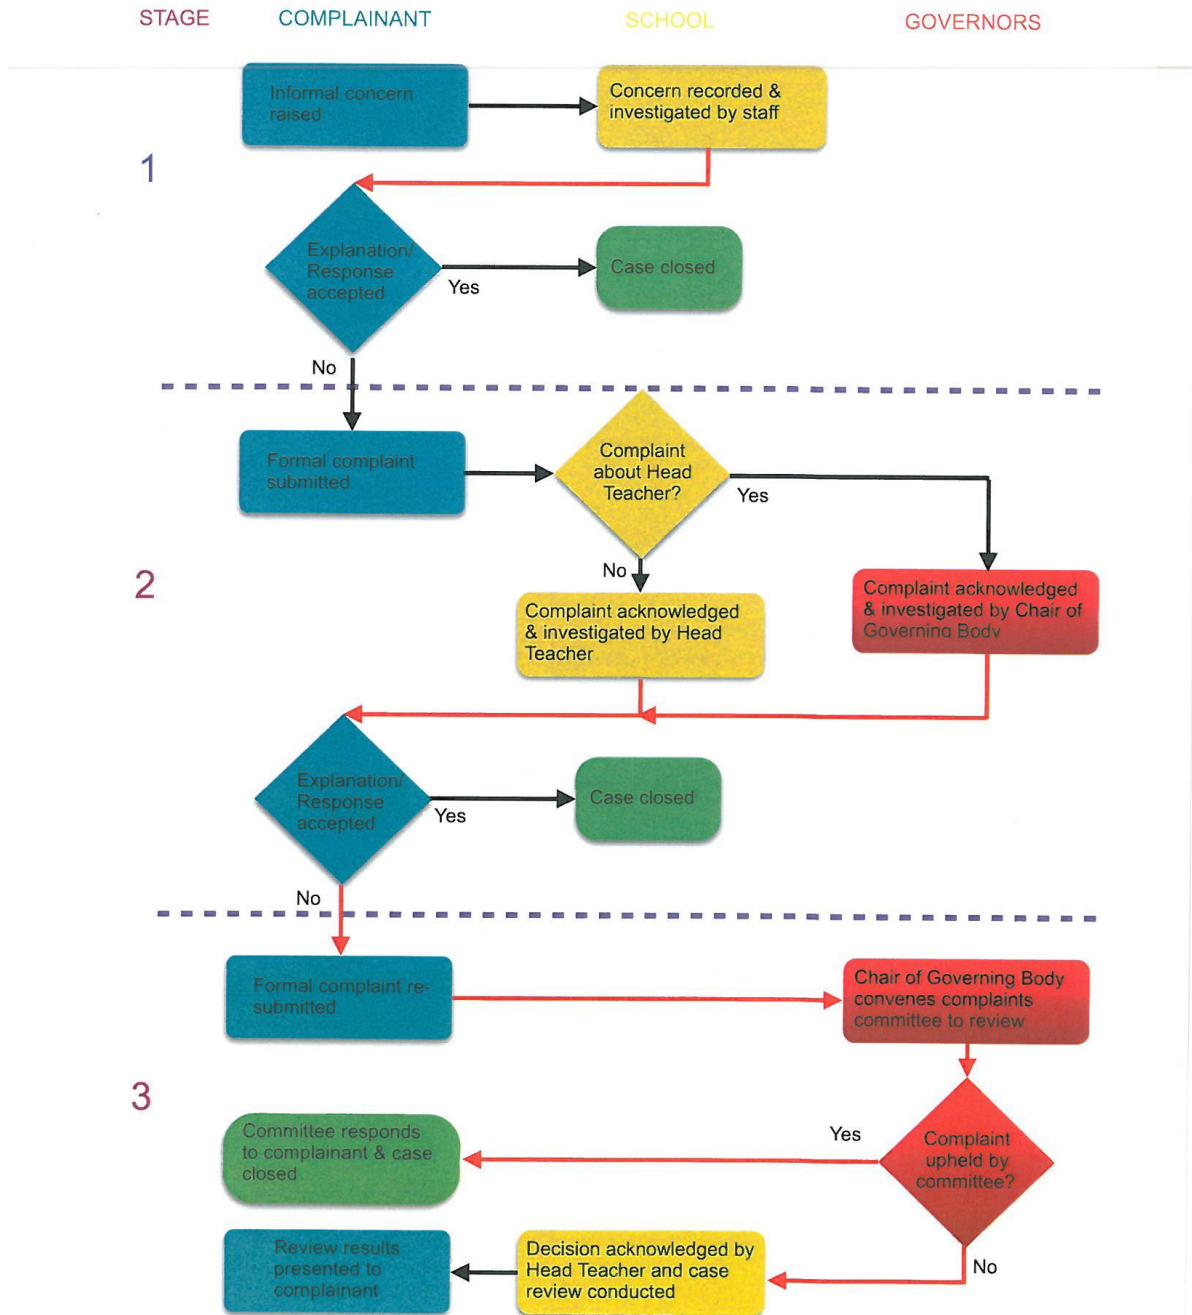 STAGE
COMPLAINANT
SCHOOL
GOVERNORS
Informal concern
raised
Concern recorded &
investigated by staff
1
Explanation/
Response
accepted
Yes
Case closed
No
Formal complaint
submitted
Complaint
about Head
Teacher?
Yes
No
2
Complaint acknowledged
& investigated by Head
Teacher
Complaint acknowledged
& investigated by Chair of
Governing Body
Explanation/
Response
accepted
Yes
Case closed
No
Formal complaint re-
submitted
Chair of Governing Body
convenes complaints
committee to review
3
Committee responds
to complainant & case
closed
Yes
Complaint
upheld by
committee?
No
Decision acknowledged by
Head Teacher and case
review conducted
Review results
presented to
complainant